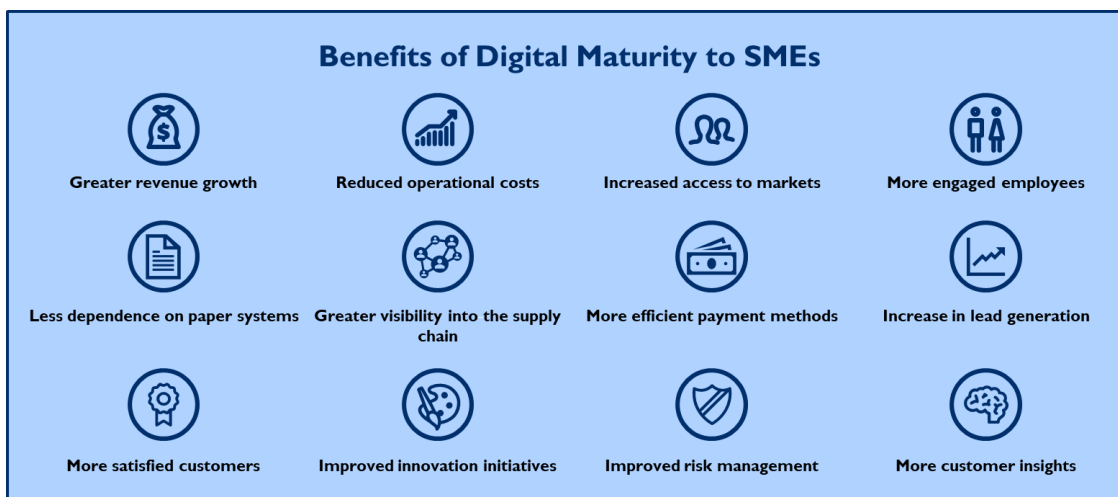 Benefits of Digital Maturity to SMEs
$
Greater revenue growth
Reduced operational costs
Increased access to markets
More engaged employees
Less dependence on paper systems
Greater visibility into the supply
chain
More efficient payment methods
Increase in lead generation
More satisfied customers
Improved innovation initiatives
Improved risk management
More customer insights